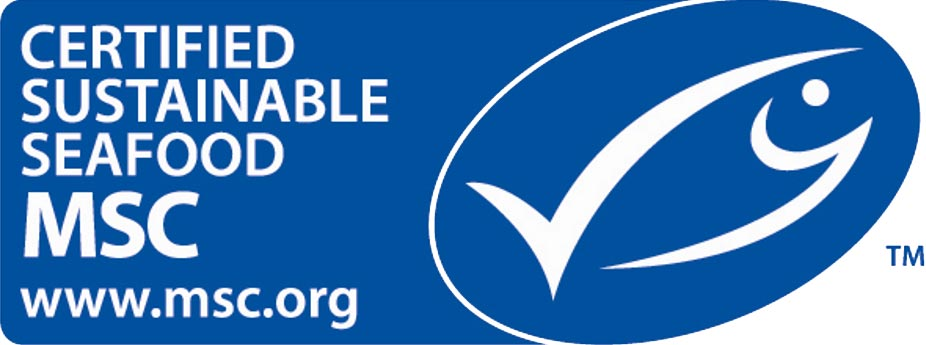 CERTIFIED
SUSTAINABLE
SEAFOOD
MSC
www.msc.org
TM